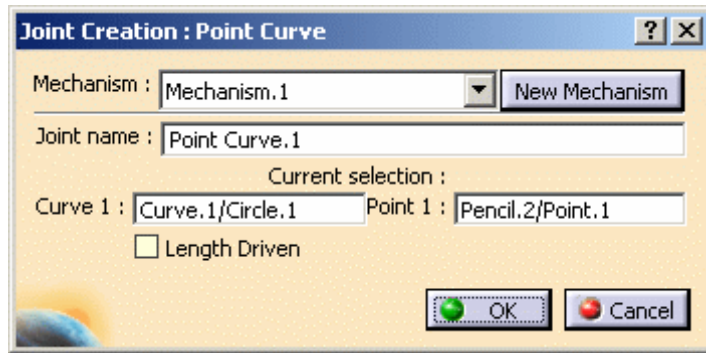 Joint Creation : Point Curve ? X
Mechanism : Mechanism.1 New Mechanism
Joint name : Point Curve.1
Current selection :
Curve 1 : Curve.1/Circle.1 Point 1 : Pencil.2/Point.1
Length Driven
OK Cancel